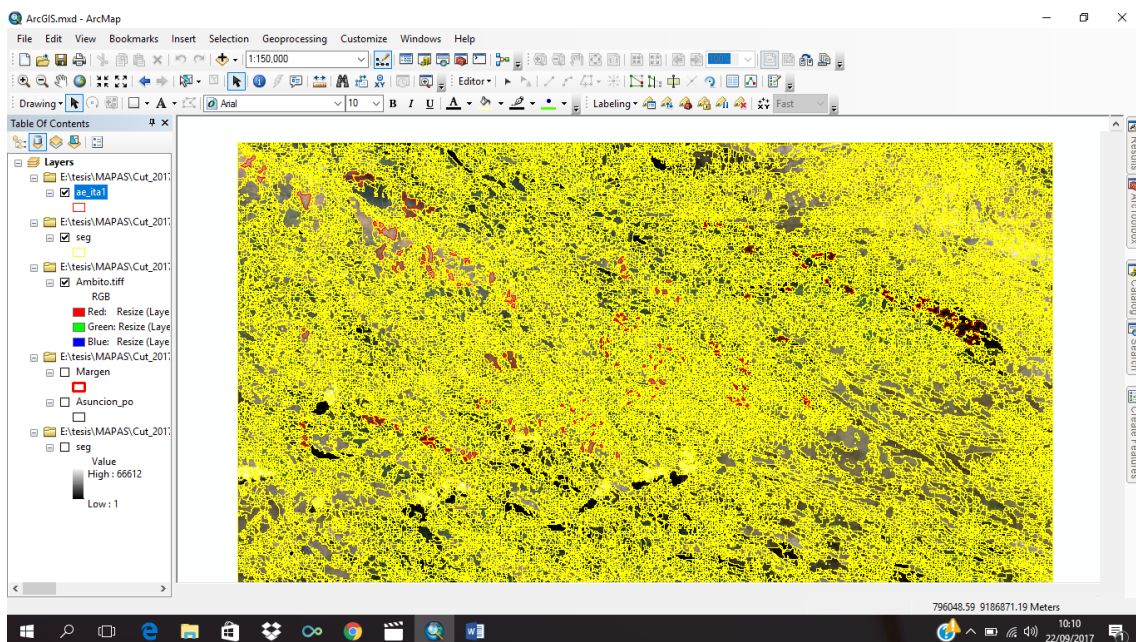 ArcGIS.mxd - ArcMap
File Edit View Bookmarks Insert Selection Geoprocessing Customize Windows Help
1:150,000
Editor
Drawing A Arial 10 B I U A Labeling Fast
Table Of Contents
Layers
E:\tesis\MAPAS\Cut_2017
ae_ita1
E:\tesis\MAPAS\Cut_2017
seg
E:\tesis\MAPAS\Cut_2017
Ambito.tiff
RGB
Red: Resize (Laye
Green: Resize (Laye
Blue: Resize (Laye
E:\tesis\MAPAS\Cut_2017
Margen
Asuncion_po
E:\tesis\MAPAS\Cut_2017
seg
Value
High : 66612
Low : 1
Results
ArcToolbox
Catalog
Search
Create Features
796048.59 9186871.19 Meters
10:10
22/09/2017